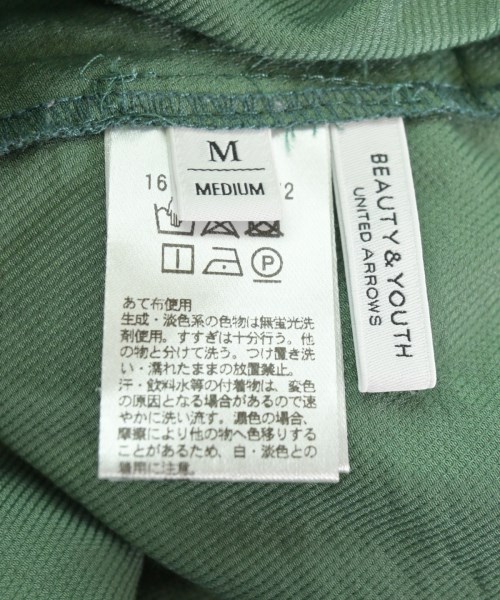 M
MEDIUM
16
2
P
あて布使用
生成・淡色系の色物は無蛍光洗
剤使用。すすぎは十分行う。他
の物と分けて洗う。つけ置き洗
い・濡れたままの放置禁止。
汗・飲料水等の付着物は、変色
の原因となる場合があるので速
やかに洗い流す。濃色の場合、
摩擦により他の物へ色移りする
ことがあるため、白・淡色との
着用に注意。
BEAUTY & YOUTH
UNITED ARROWS